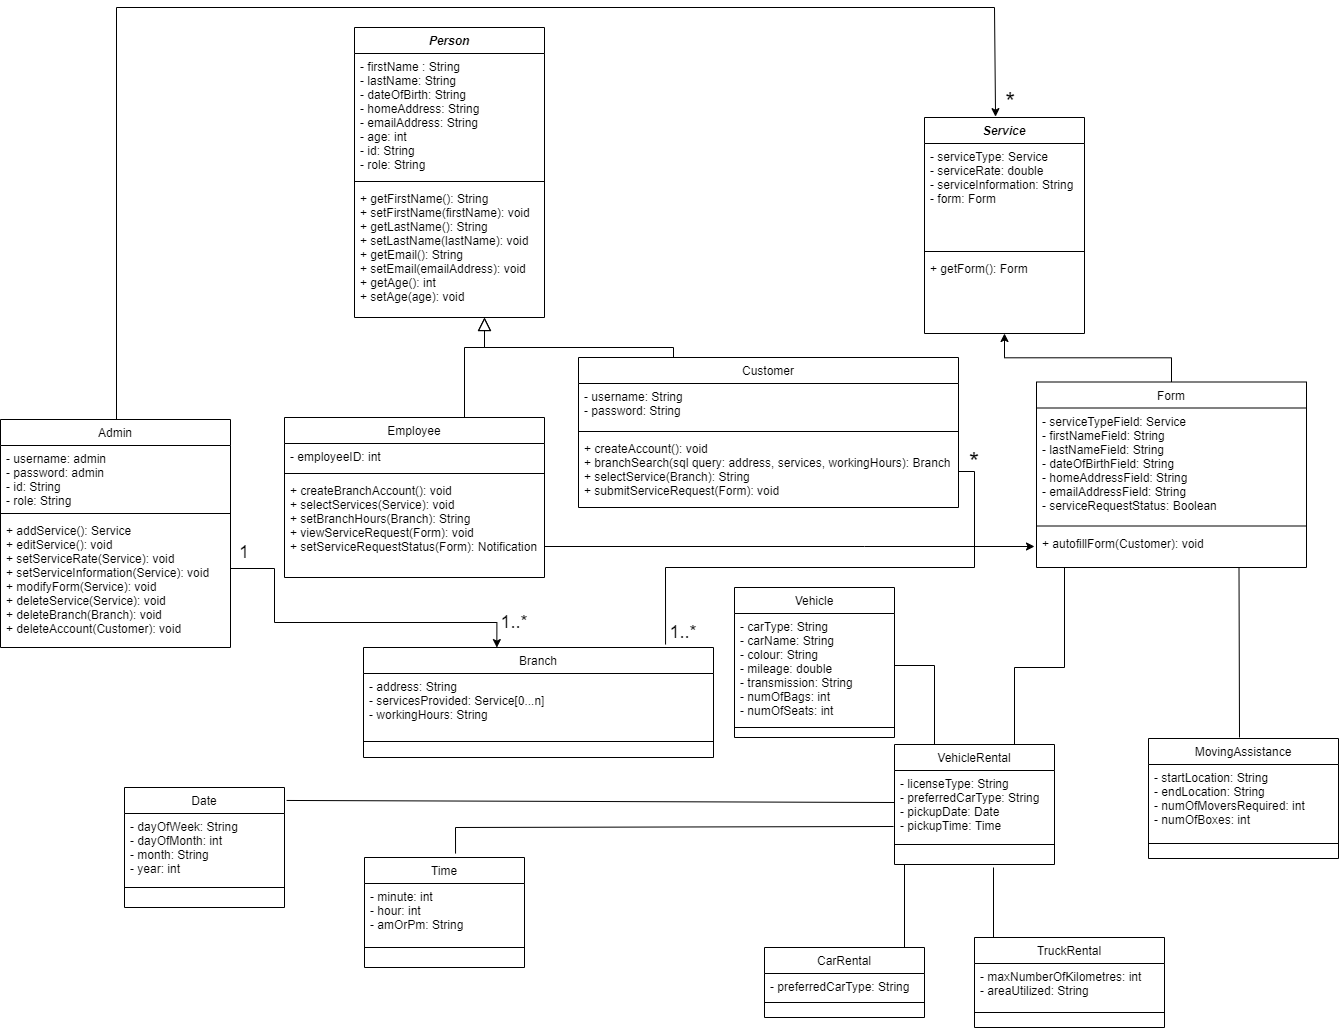 Person
- firstName : String
- lastName: String
- dateOfBirth: String
- homeAddress: String
- emailAddress: String
- age: int
- id: String
- role: String
+ getFirstName(): String
+ setFirstName(firstName): void
+ getLastName(): String
+ setLastName(lastName): void
+ getEmail(): String
+ setEmail(emailAddress): void
+ getAge(): int
+ setAge(age): void
*
Service
- serviceType: Service
- serviceRate: double
- serviceInformation: String
- form: Form
+ getForm(): Form
Admin
- username: admin
- password: admin
- id: String
- role: String
+ addService(): Service
+ editService(): void
+ setServiceRate(Service): void
+ setServiceInformation(Service): void
+ modifyForm(Service): void
+ deleteService(Service): void
+ deleteBranch(Branch): void
+ deleteAccount(Customer): void
1
Employee
- employeeID: int
+ createBranchAccount(): void
+ selectServices(Service): void
+ setBranchHours(Branch): String
+ viewServiceRequest(Form): void
+ setServiceRequestStatus(Form): Notification
Customer
- username: String
- password: String
+ createAccount(): void
+ branchSearch(sql query: address, services, workingHours): Branch
+ selectService(Branch): String
+ submitServiceRequest(Form): void
*
Form
- serviceTypeField: Service
- firstNameField: String
- lastNameField: String
- dateOfBirthField: String
- homeAddressField: String
- emailAddressField: String
- serviceRequestStatus: Boolean
+ autofillForm(Customer): void
1..*
1..*
Branch
- address: String
- servicesProvided: Service[0...n]
- workingHours: String
Vehicle
- carType: String
- carName: String
- colour: String
- mileage: double
- transmission: String
- numOfBags: int
- numOfSeats: int
VehicleRental
- licenseType: String
- preferredCarType: String
- pickupDate: Date
- pickupTime: Time
MovingAssistance
- startLocation: String
- endLocation: String
- numOfMoversRequired: int
- numOfBoxes: int
Date
- dayOfWeek: String
- dayOfMonth: int
- month: String
- year: int
Time
- minute: int
- hour: int
- amOrPm: String
CarRental
- preferredCarType: String
TruckRental
- maxNumberOfKilometres: int
- areaUtilized: String